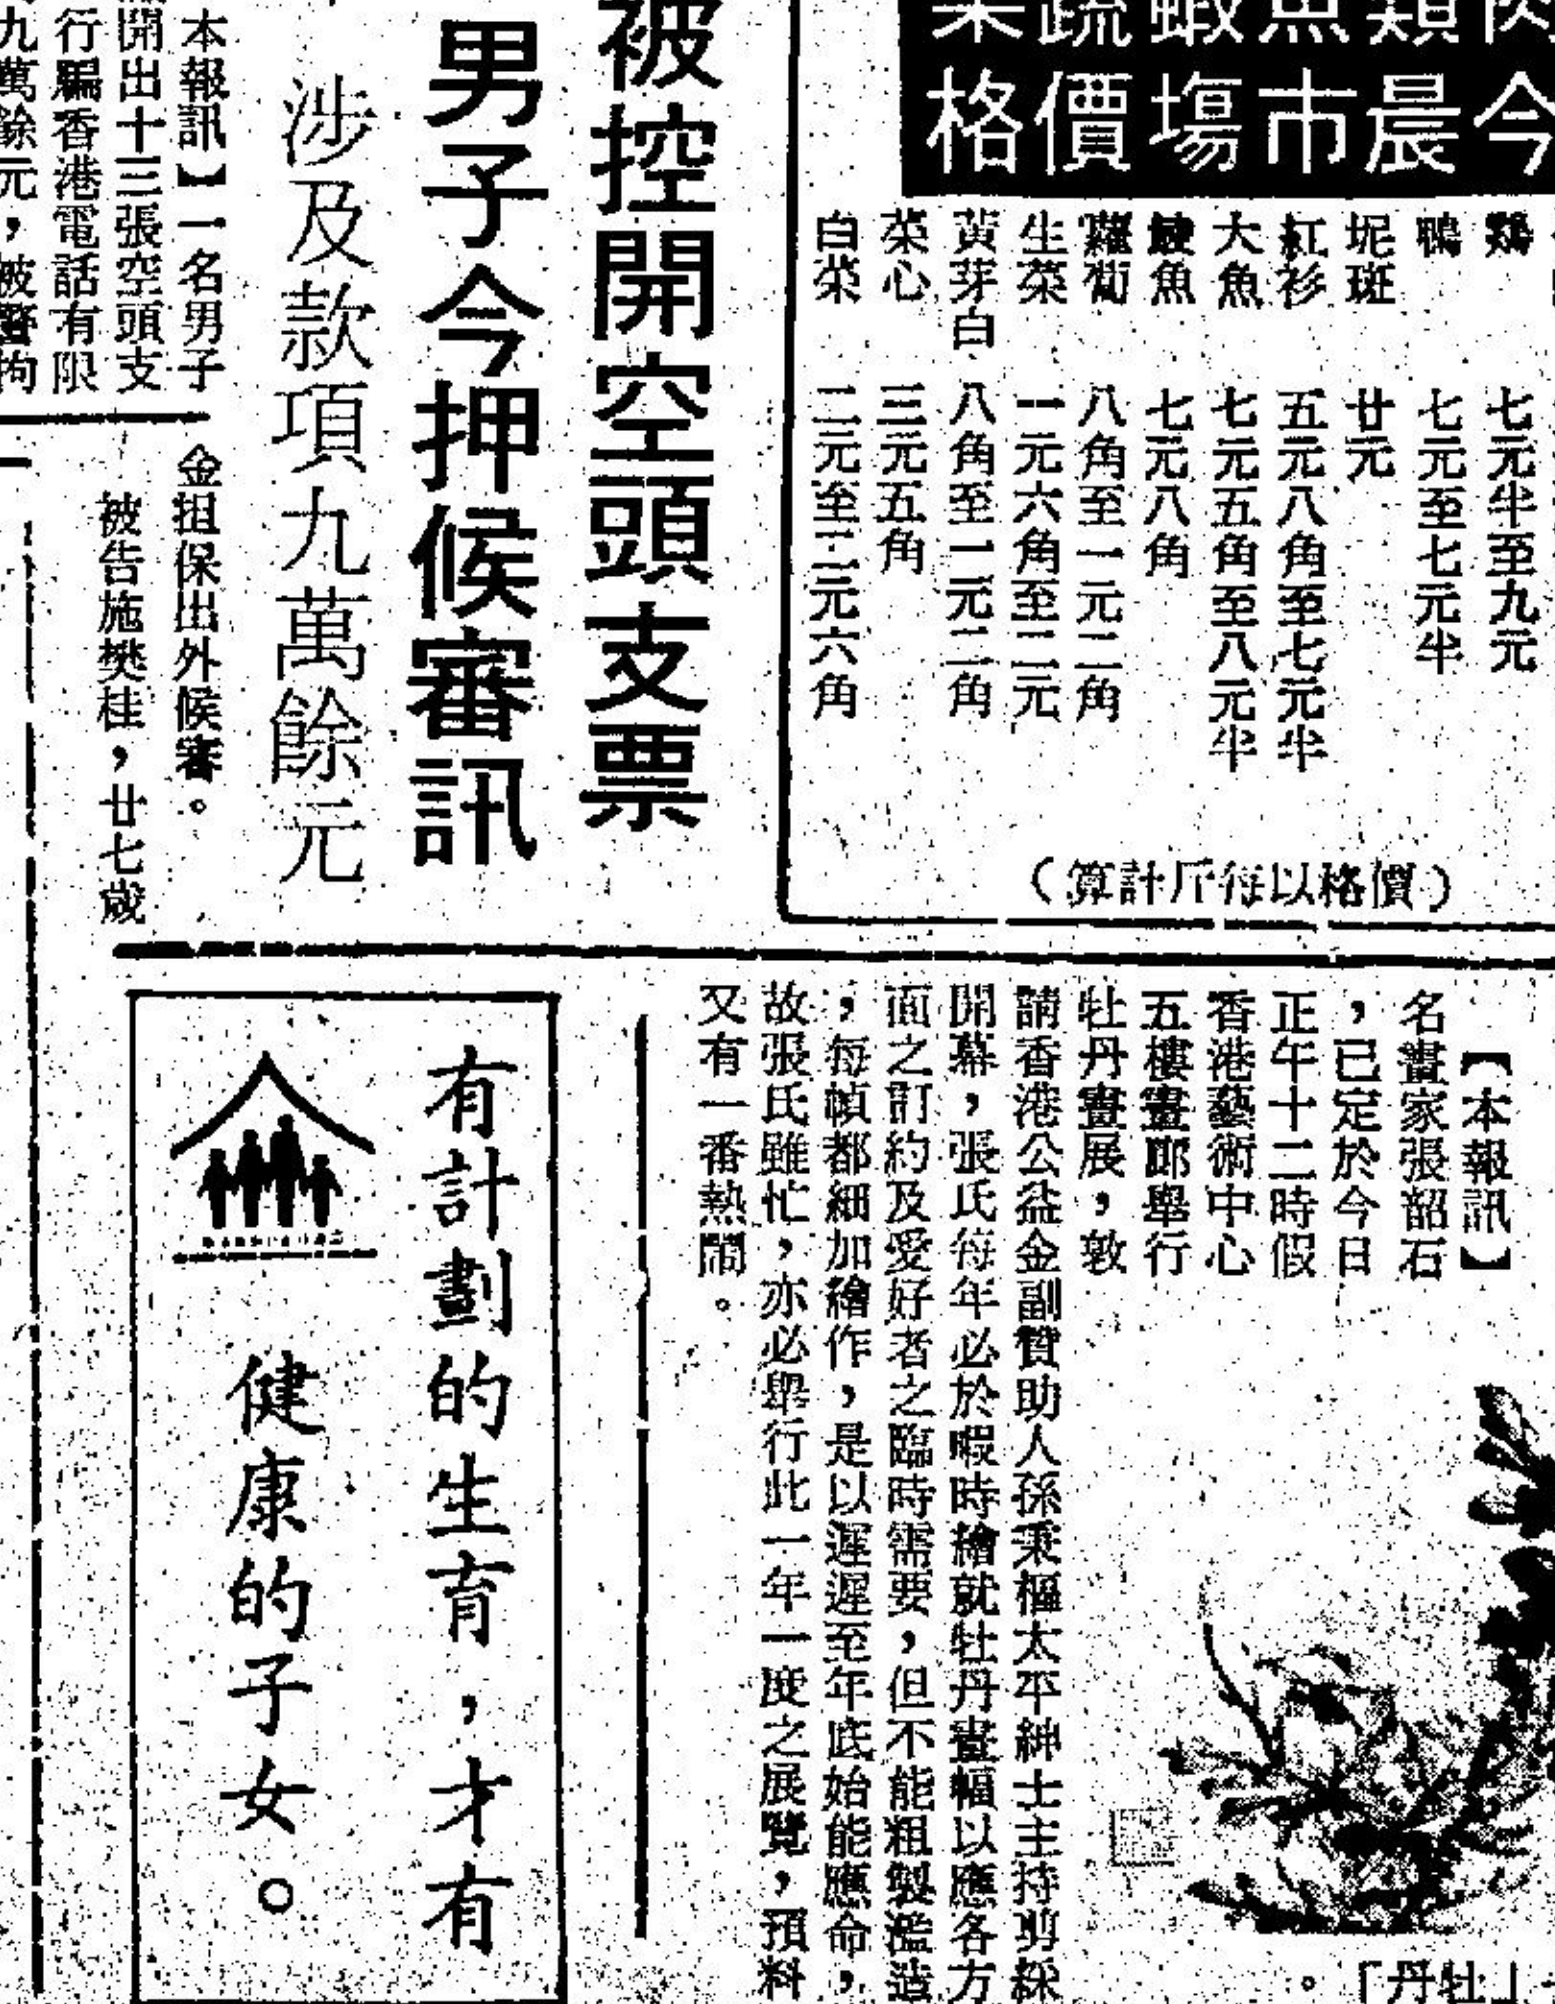 肉類魚蝦蔬菜
今晨市場價格
鷄 七元半至九元
鴨 七元至七元半
坭斑 廿元
紅衫 五元八角至七元半
大魚 七元五角至八元半
鯪魚 七元八角
蘿蔔 八角至一元二角
生菜 一元六角至二元
黃芽白 八角至一元二角
菜心 三元五角
白菜 二元至二元六角
(價格以每斤計算)
被控開空頭支票
男子今押候審訊
涉及款項九萬餘元
本報訊】一名男子
開出十三張空頭支
行騙香港電話有限
九萬餘元,被警拘
金担保出外候審。
被告施樊桂,廿七歲
【本報訊】
名畫家張韶石
,已定於今日
正午十二時假
香港藝術中心
五樓畫郎舉行
牡丹畫展,敦
請香港公益金副贊助人孫秉樞太平紳士主持剪綵
開幕,張氏每年必於暇時繪就牡丹畫幅以應各方
面之訂約及愛好者之臨時需要,但不能粗製濫造
,每幀都細加繪作,是以遲遲至年底始能應命,
故張氏雖忙,亦必舉行此一年一度之展覽,預料
又有一番熱鬧。
「牡丹」。
有計劃的生育,才有
健康的子女。